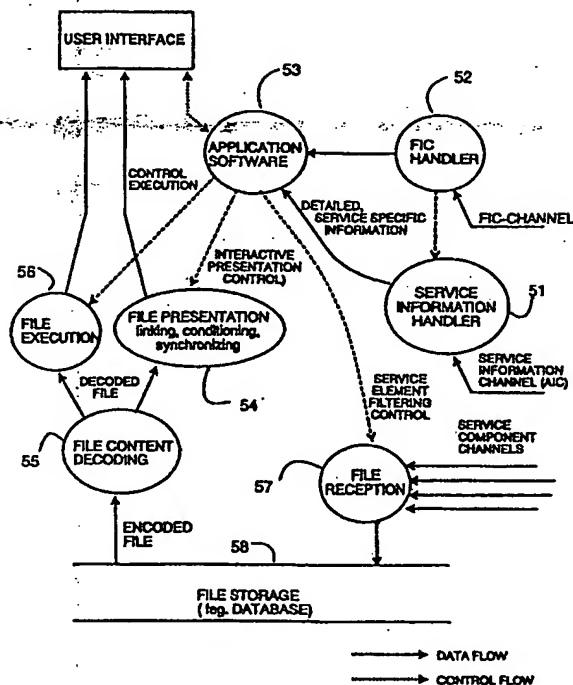 USER INTERFACE
53
52
APPLICATION
SOFTWARE
FIC
HANDLER
CONTROL
EXECUTION
DETAILED,
SERVICE SPECIFIC
INFORMATION
FIC-CHANNEL
56
INTERACTIVE
PRESENTATION
CONTROL)
SERVICE
INFORMATION
HANDLER
51
FILE
EXECUTION
FILE PRESENTATION
linking, conditioning,
synchronizing
SERVICE
INFORMATION
CHANNEL (AIC)
DECODED
FILE
54
SERVICE
ELEMENT
FILTERING
CONTROL
SERVICE
COMPONENT
CHANNELS
55
FILE CONTENT
DECODING
57
FILE
RECEPTION
ENCODED
FILE
58
FILE STORAGE
( feg. DATABASE)
DATA FLOW
CONTROL FLOW